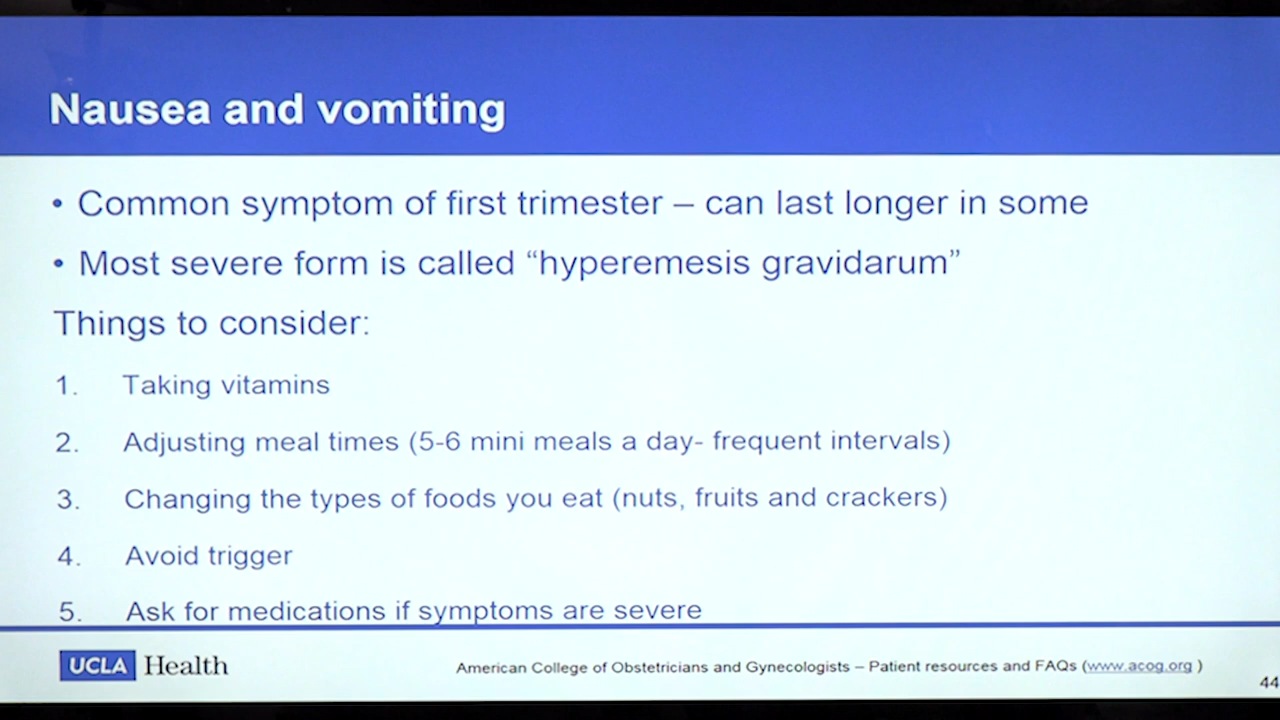 Nausea and vomiting
• Common symptom of first trimester – can last longer in some
• Most severe form is called “hyperemesis gravidarum”
Things to consider:
1. Taking vitamins
2. Adjusting meal times (5-6 mini meals a day- frequent intervals)
3. Changing the types of foods you eat (nuts, fruits and crackers)
4. Avoid trigger
5. Ask for medications if symptoms are severe
UCLA Health
American College of Obstetricians and Gynecologists – Patient resources and FAQs (www.acog.org )
44